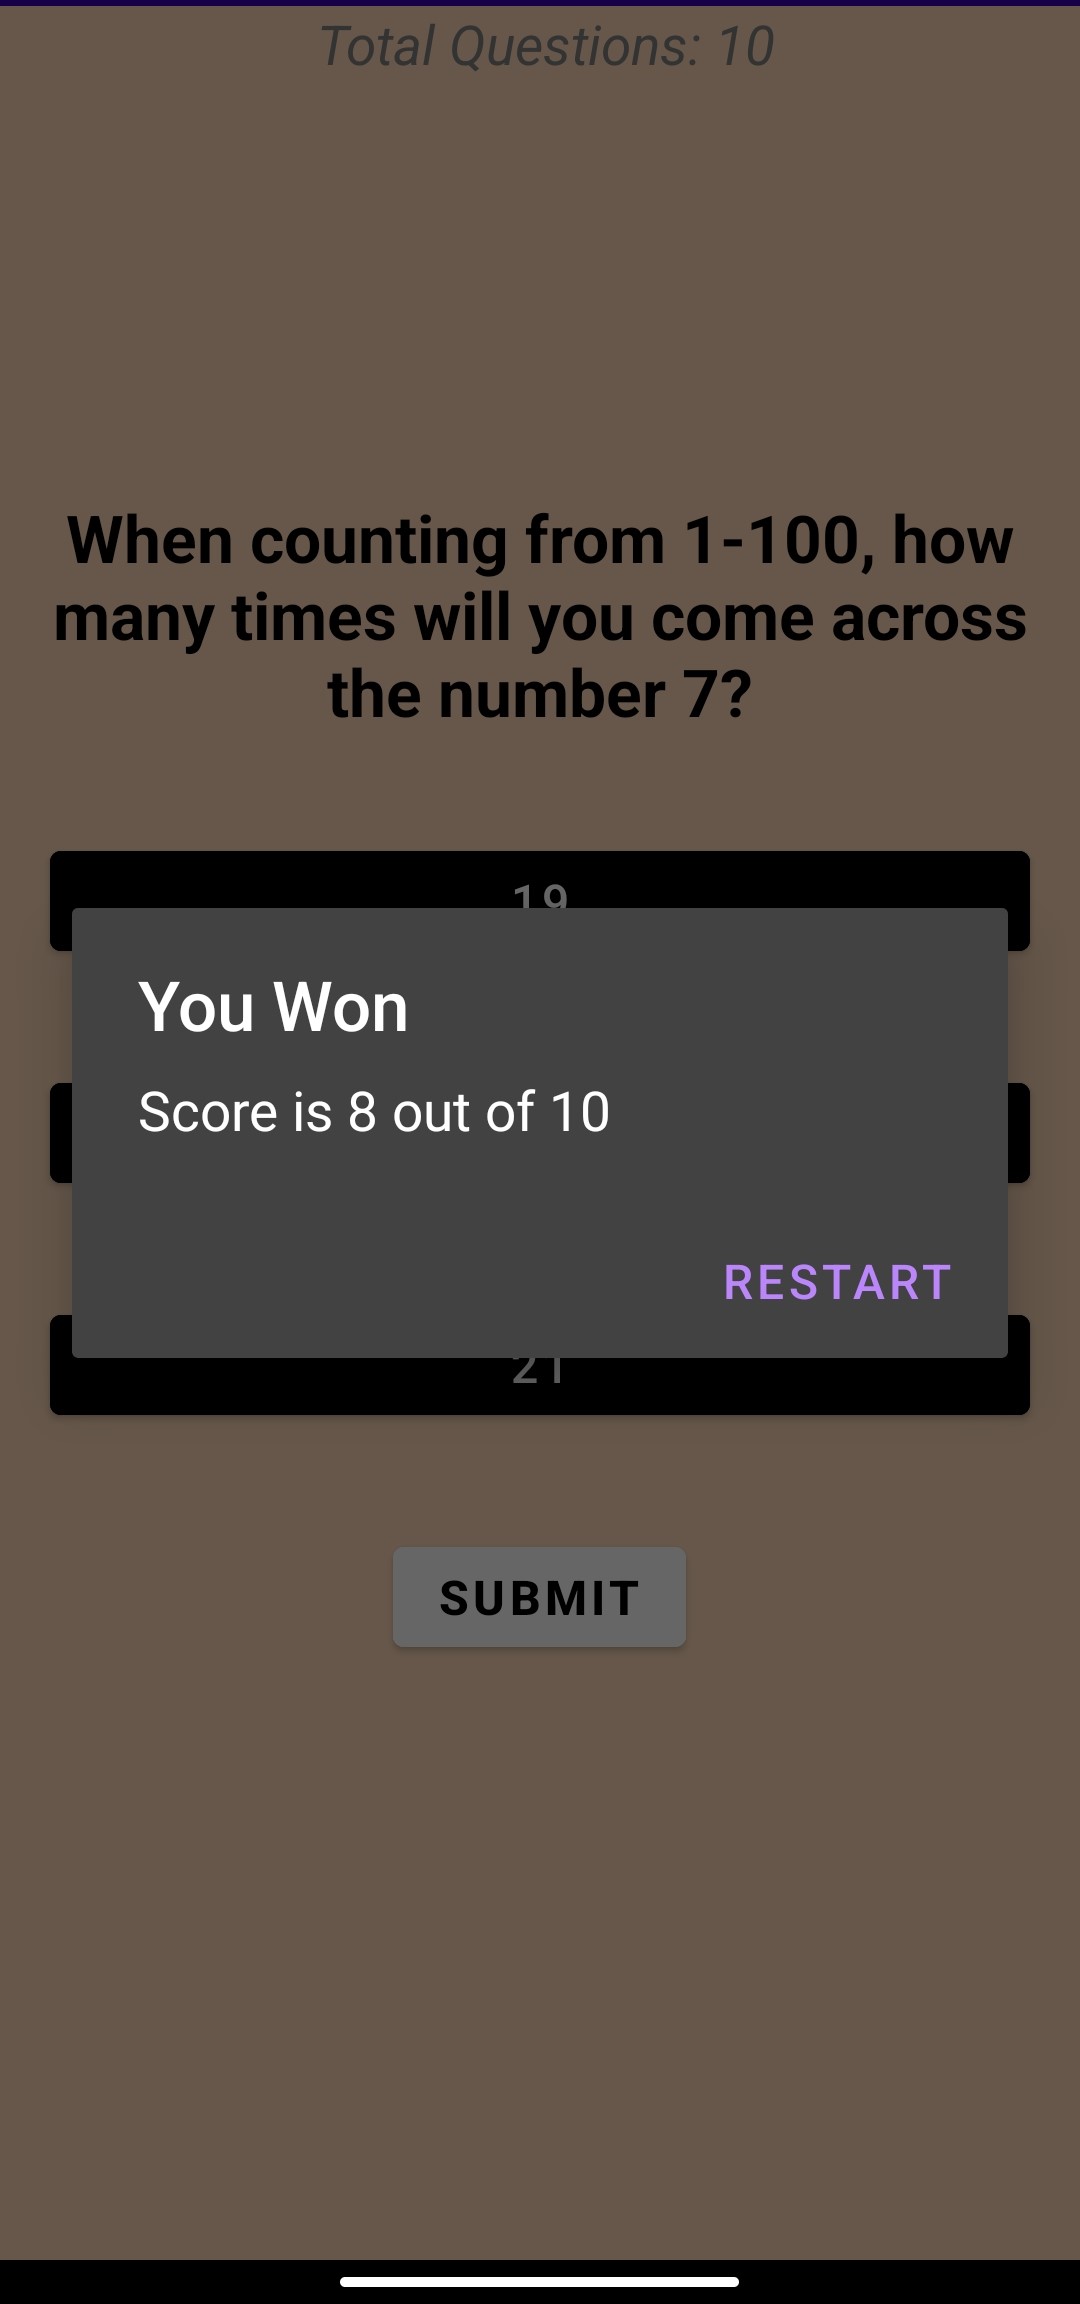 Total Questions: 10
When counting from 1-100, how
many times will you come across
the number 7?
19
You Won
Score is 8 out of 10
RESTART
21
SUBMIT